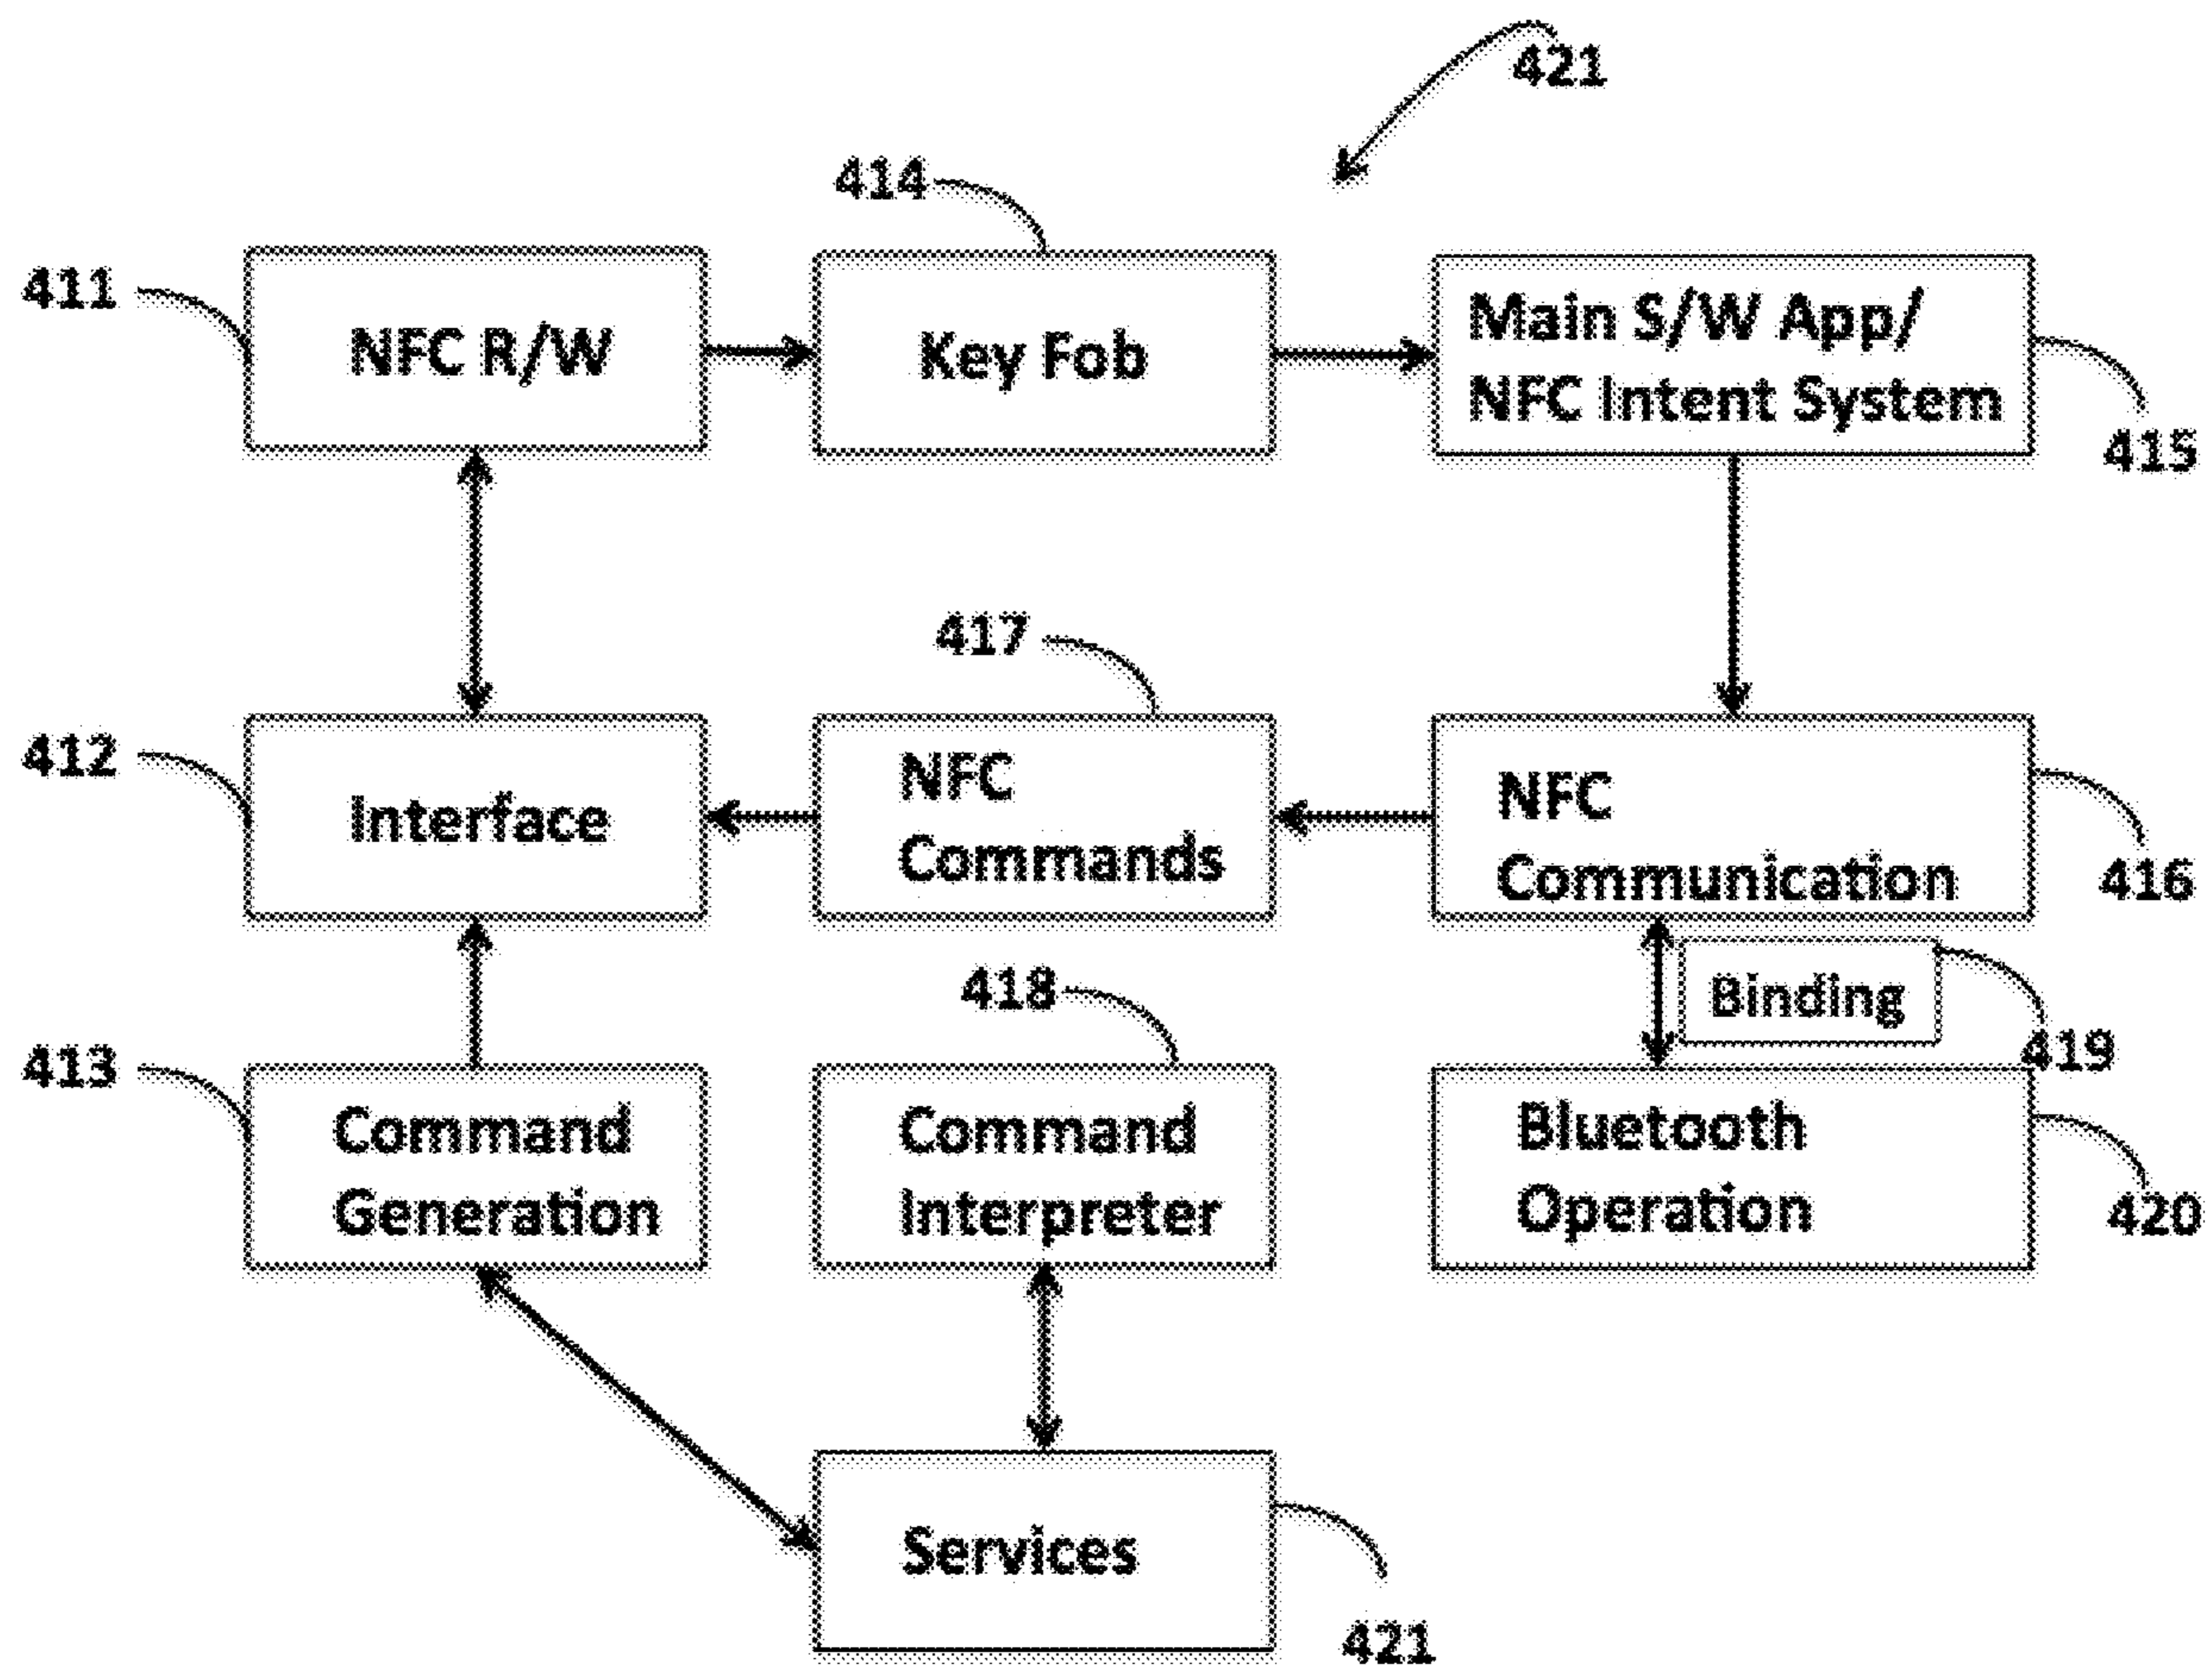 421
414
411
NFC R/W
Key Fob
Main S/W App/
NFC Intent System
415
417
412
Interface
NFC
Commands
NFC
Communication
416
418
Binding
419
413
Command
Generation
Command
Interpreter
Bluetooth
Operation
420
Services
421